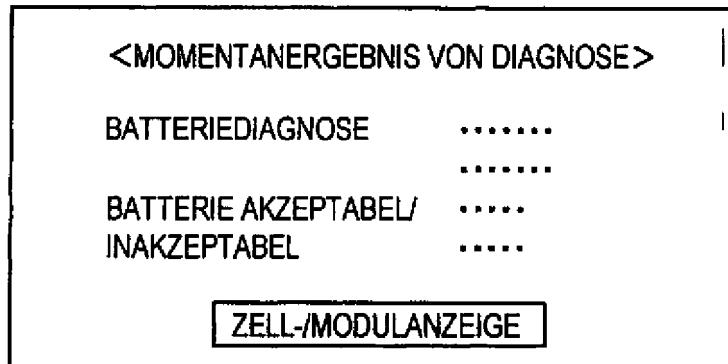 <MOMENTANERGEBNIS VON DIAGNOSE>
BATTERIEDIAGNOSE .......
.......
BATTERIE AKZEPTABEL/ .....
INAKZEPTABEL .....
ZELL-/MODULANZEIGE